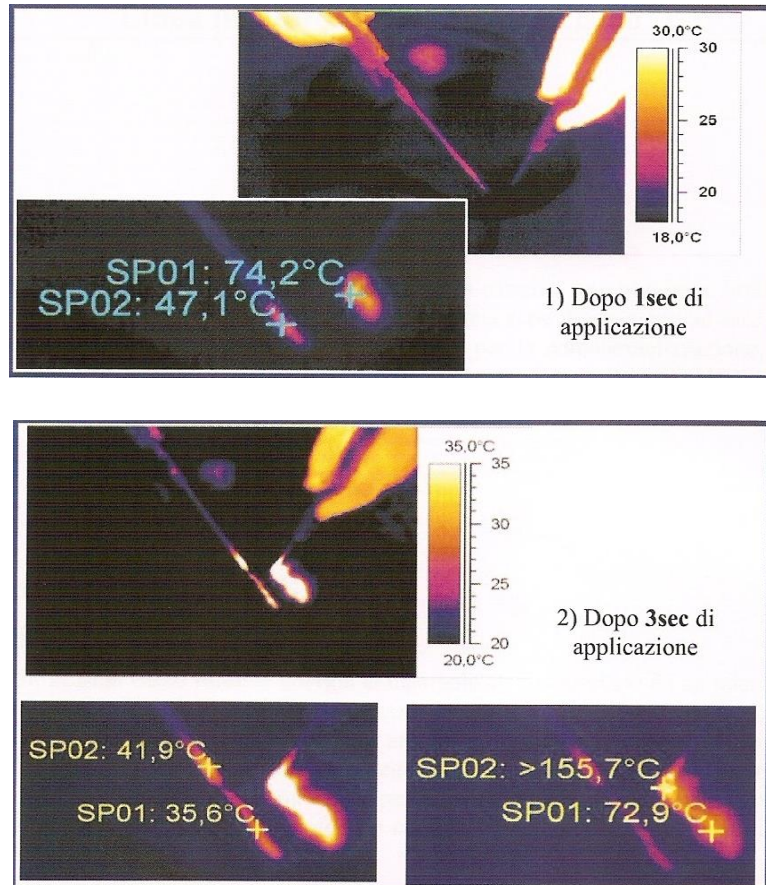 30,0°C
30
25
20
18,0°C
SP01: 74,2°C
SP02: 47,1°C
1) Dopo 1sec di
applicazione
35,0°C
35
30
25
20
20,0°C
2) Dopo 3sec di
applicazione
SP02: 41,9°C
SP01: 35,6°C
SP02: >155,7°C
SP01: 72,9°C